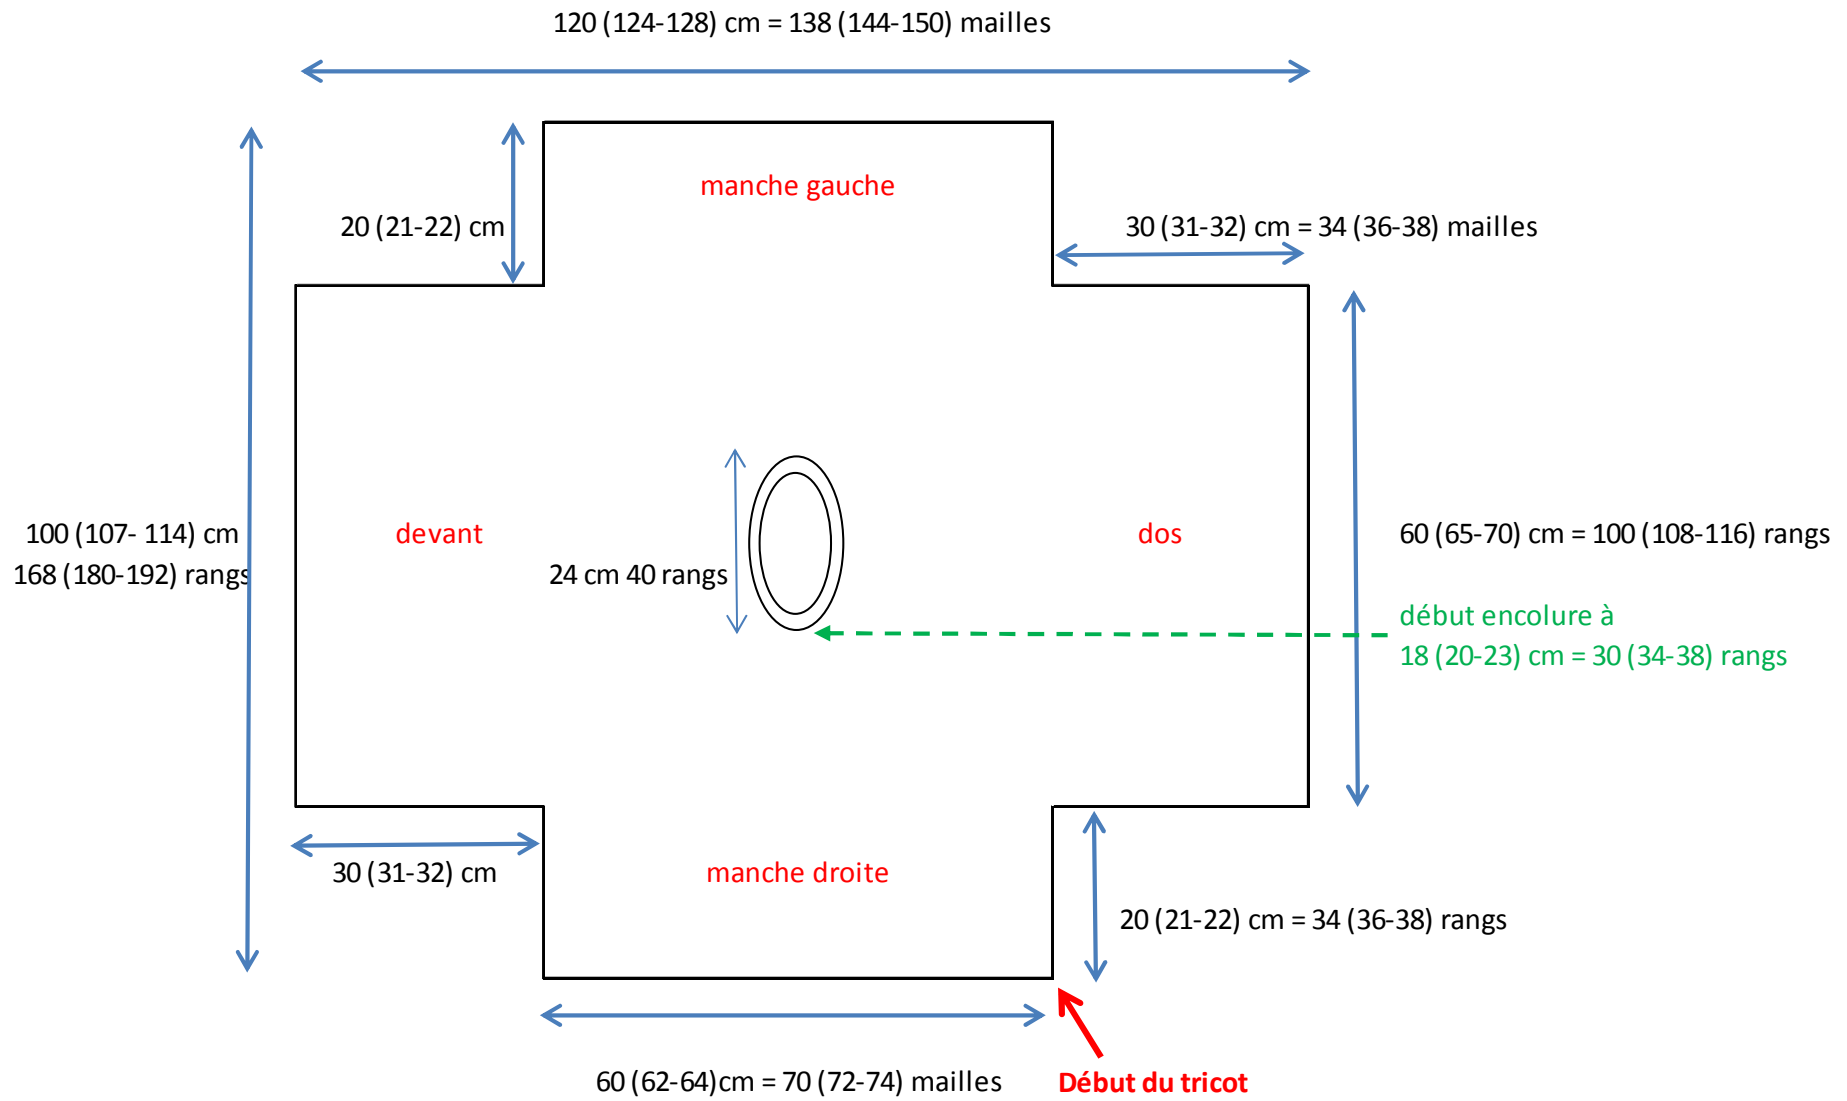 120 (124-128) cm = 138 (144-150) mailles
manche gauche
20 (21-22) cm
30 (31-32) cm = 34 (36-38) mailles
devant
dos
100 (107- 114) cm
168 (180-192) rangs
24 cm 40 rangs
60 (65-70) cm = 100 (108-116) rangs
début encolure à
18 (20-23) cm = 30 (34-38) rangs
30 (31-32) cm
manche droite
20 (21-22) cm = 34 (36-38) rangs
60 (62-64)cm = 70 (72-74) mailles
Début du tricot